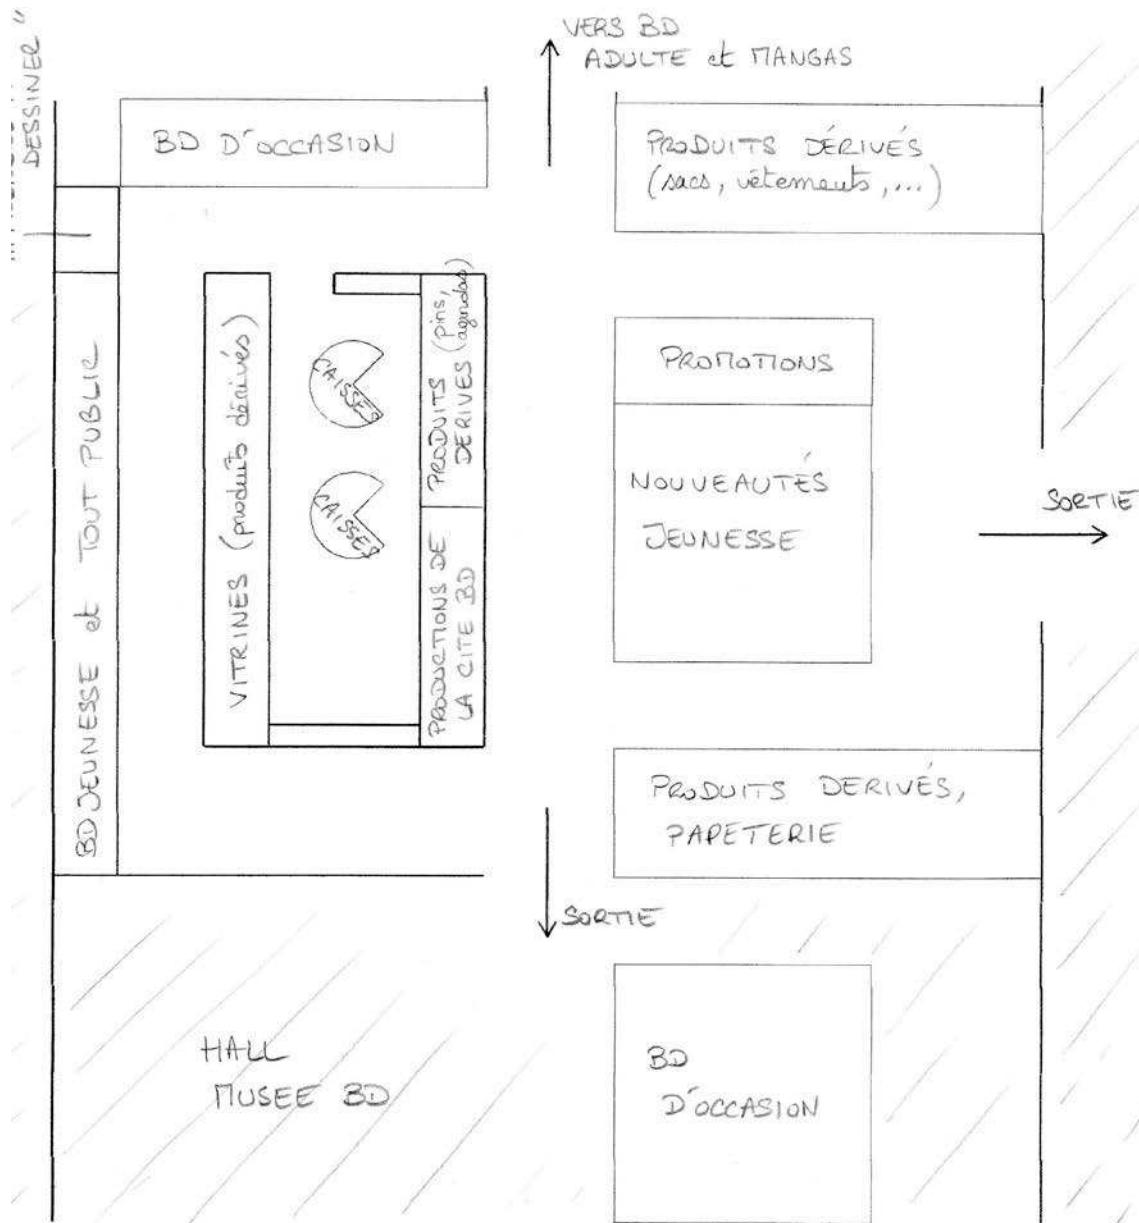 DESSINER"
VERS BD
ADULTE et MANGAS
BD D'OCCASION
PRODUITS DÉRIVÉS
(sacs, vêtements, ...)
BD JEUNESSE et TOUT PUBLIC
VITRINES (produits dérivés)
CAISSES
CAISSES
PRODUITS
DERIVES
(pins,
agendas)
PRODUCTIONS DE
LA CITE BD
PROMOTIONS
NOUVEAUTÉS
JEUNESSE
SORTIE
PRODUITS DERIVÉS,
PAPETERIE
SORTIE
HALL
MUSEE BD
BD
D'OCCASION